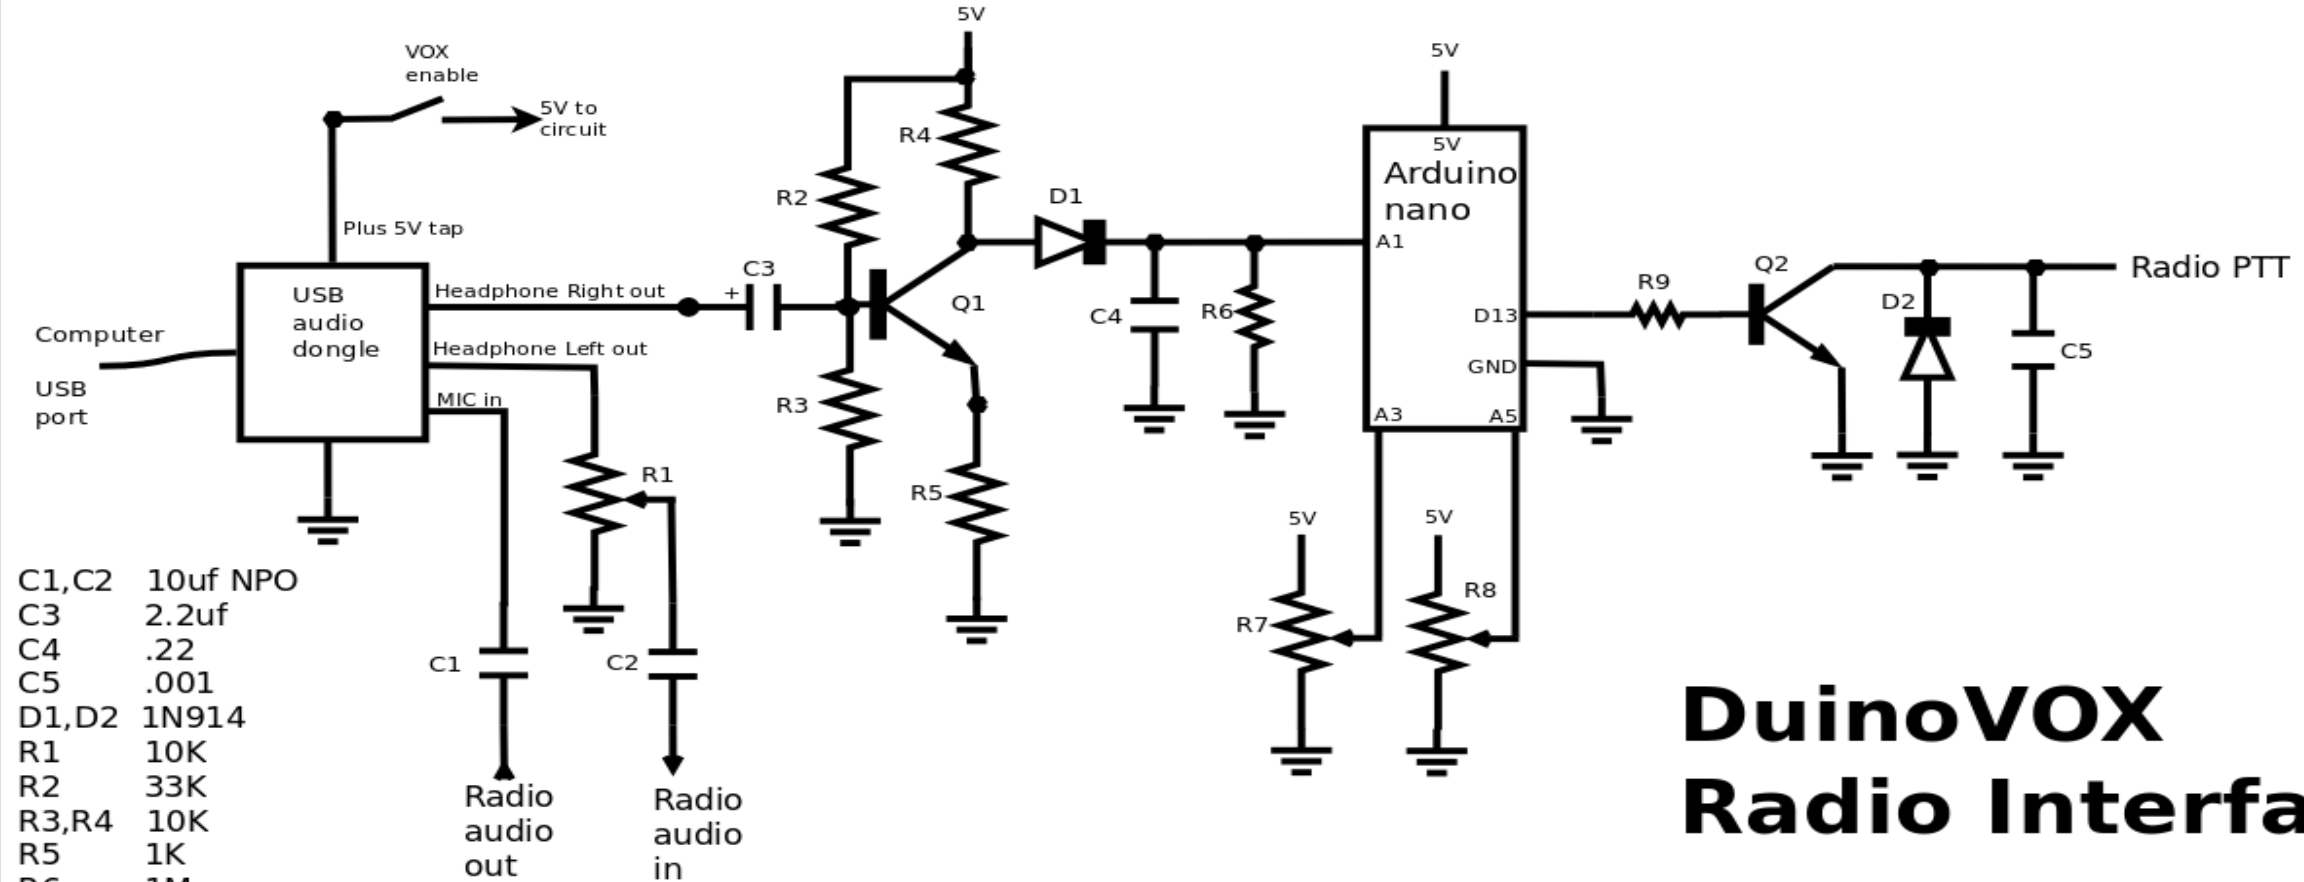 5V
VOX
enable
5V to
circuit
Plus 5V tap
USB
audio
dongle
Computer
USB
port
Headphone Right out
Headphone Left out
MIC in
R1
C1
C2
Radio
audio
out
Radio
audio
in
+
C3
R2
R3
R4
Q1
R5
D1
C4
R6
5V
5V
Arduino
nano
A1
D13
GND
A3
A5
5V
5V
R7
R8
R9
Q2
D2
C5
Radio PTT
C1,C2 10uf NPO
C3 2.2uf
C4 .22
C5 .001
D1,D2 1N914
R1 10K
R2 33K
R3,R4 10K
R5 1K
DuinoVOX
Radio Interfa